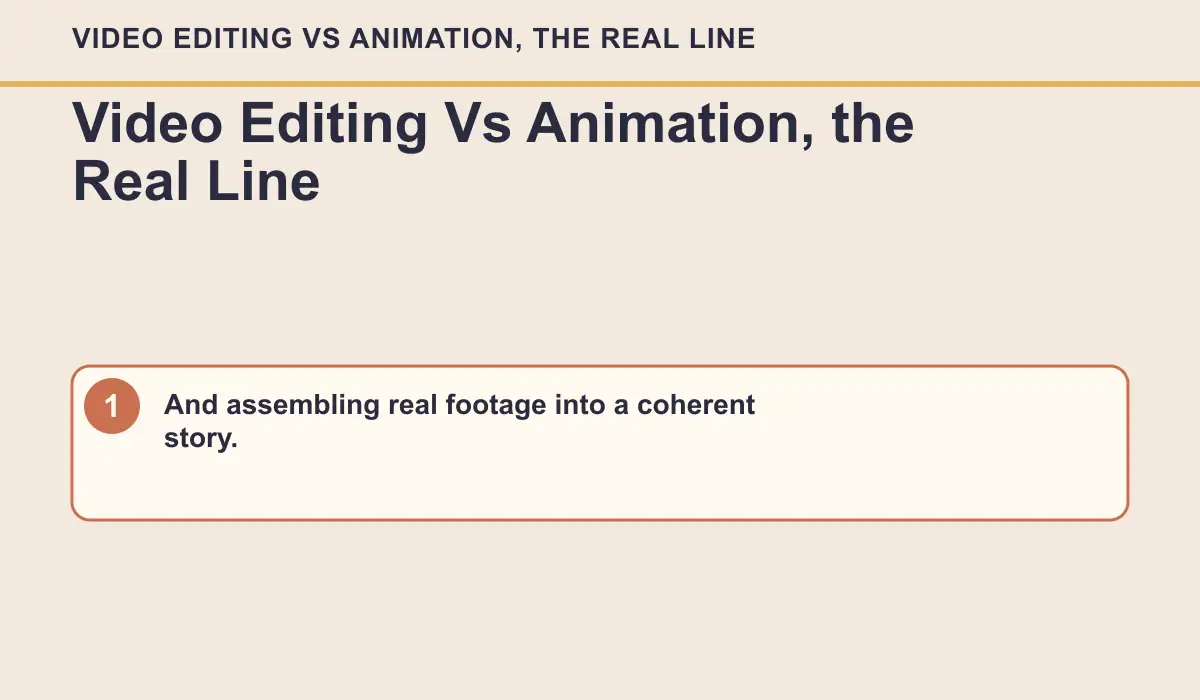 VIDEO EDITING VS ANIMATION, THE REAL LINE
Video Editing Vs Animation, the
Real Line
1
And assembling real footage into a coherent
story.